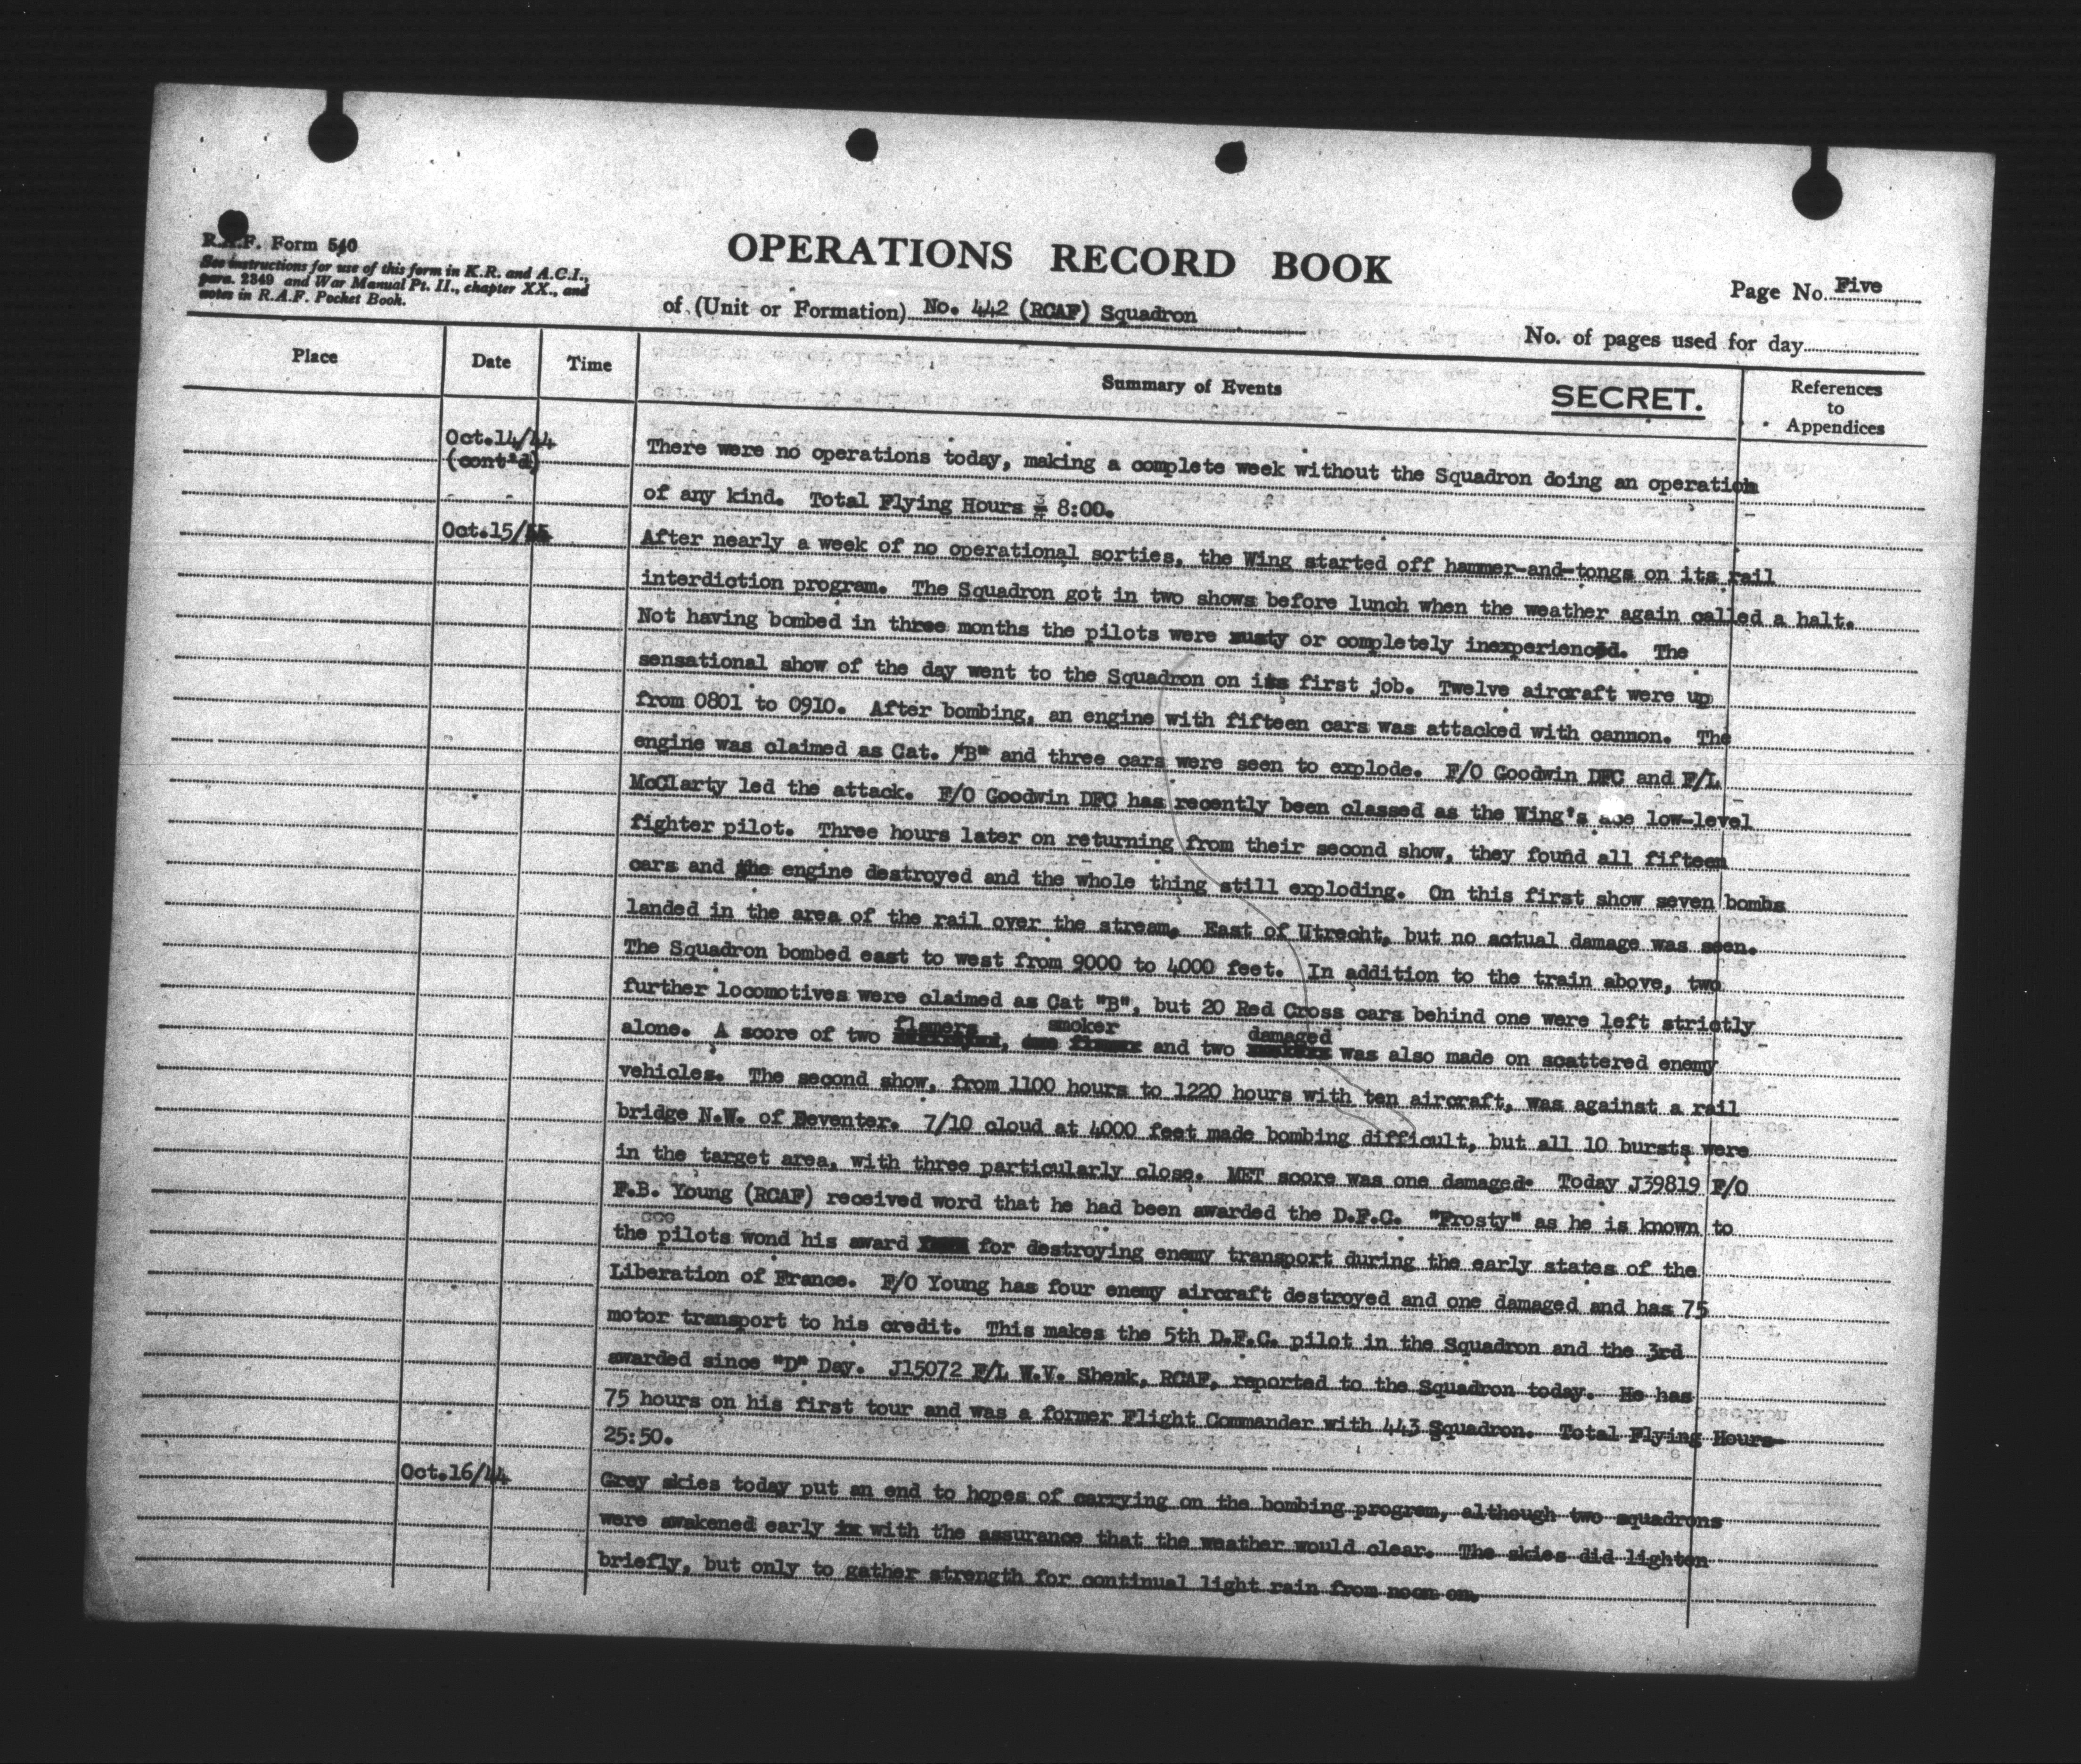 R.A.F. Form 540
See instructions for use of this form in K.R. and A.C.I.,
para. 2349 and War Manual Pt. II., chapter XX., and
notes in R.A.F. Pocket Book.
OPERATIONS RECORD BOOK
of (Unit or Formation) No. 442 (RCAF) Squadron
Page No. Five
No. of pages used for day
Place
Date
Time
Summary of Events
SECRET.
References
to
Appendices
Oct.14/44
(cont'd)
There were no operations today, making a complete week without the Squadron doing an operation
of any kind. Total Flying Hours 8:00.
Oct.15/
After nearly a week of no operational sorties, the Wing started off hammer-and-tongs on its rail
interdiction program. The Squadron got in two shows before lunch when the weather again called a halt.
Not having bombed in three months the pilots were rusty or completely inexperienced. The
sensational show of the day went to the Squadron on its first job. Twelve aircraft were up
from 0801 to 0910. After bombing, an engine with fifteen cars was attacked with cannon. The
engine was claimed as Cat. "B" and three cars were seen to explode. F/O Goodwin DFC and F/L
McClarty led the attack. F/O Goodwin DFC has recently been classed as the Wing's ace low-level
fighter pilot. Three hours later on returning from their second show, they found all fifteen
cars and the engine destroyed and the whole thing still exploding. On this first show seven bombs
landed in the area of the rail over the stream, East of Utrecht, but no actual damage was seen.
The Squadron bombed east to west from 9000 to 4000 feet. In addition to the train above, two
further locomotives were claimed as Cat "B", but 20 Red Cross cars behind one were left strictly
alone. A score of two flamers, smoker and two damaged was also made on scattered enemy
vehicles. The second show, from 1100 hours to 1220 hours with ten aircraft, was against a rail
bridge N.W. of Deventer. 7/10 cloud at 4000 feet made bombing difficult, but all 10 bursts were
in the target area, with three particularly close. MET score was one damaged. Today J39819 F/O
F.B. Young (RCAF) received word that he had been awarded the D.F.C. "Frosty" as he is known to
the pilots wond his award for destroying enemy transport during the early states of the
Liberation of France. F/O Young has four enemy aircraft destroyed and one damaged and has 75
motor transport to his credit. This makes the 5th D.F.C. pilot in the Squadron and the 3rd
awarded since "D" Day. J15072 F/L W.V. Shenk, RCAF, reported to the Squadron today. He has
75 hours on his first tour and was a former Flight Commander with 443 Squadron. Total Flying Hours-
25:50.
Oct.16/44
Grey skies today put an end to hopes of carrying on the bombing program, although two squadrons
were awakened early with the assurance that the weather would clear. The skies did lighten
briefly, but only to gather strength for continual light rain from noon on.